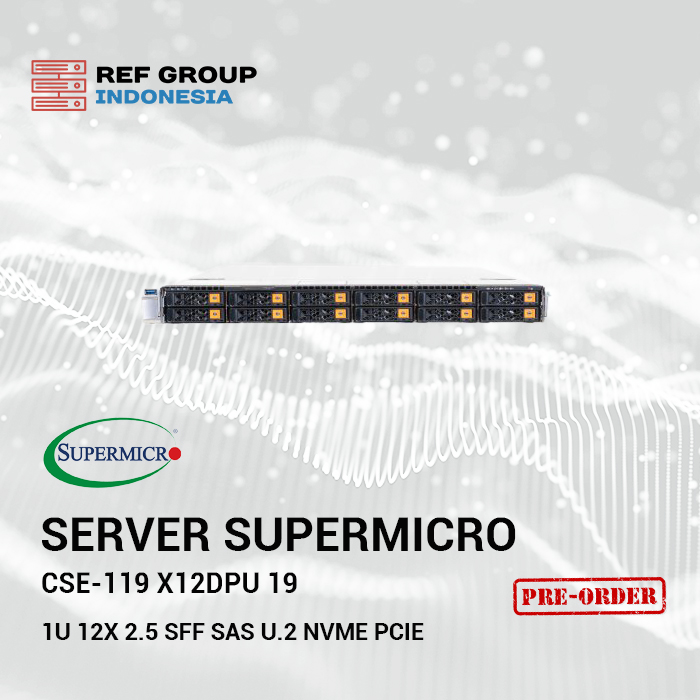 REF GROUP
INDONESIA
SUPERMICRO
®
SERVER SUPERMICRO
CSE-119 X12DPU 19
PRE-ORDER
1U 12X 2.5 SFF SAS U.2 NVME PCIE